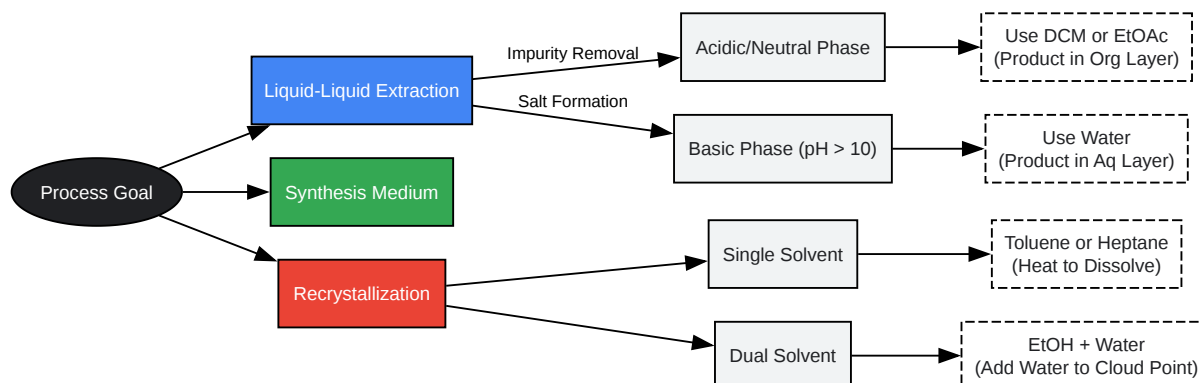 Process Goal
Liquid-Liquid Extraction
Synthesis Medium
Recrystallization
Impurity Removal
Salt Formation
Acidic/Neutral Phase
Basic Phase (pH > 10)
Single Solvent
Dual Solvent
Use DCM or EtOAc
(Product in Org Layer)
Use Water
(Product in Aq Layer)
Toluene or Heptane
(Heat to Dissolve)
EtOH + Water
(Add Water to Cloud Point)